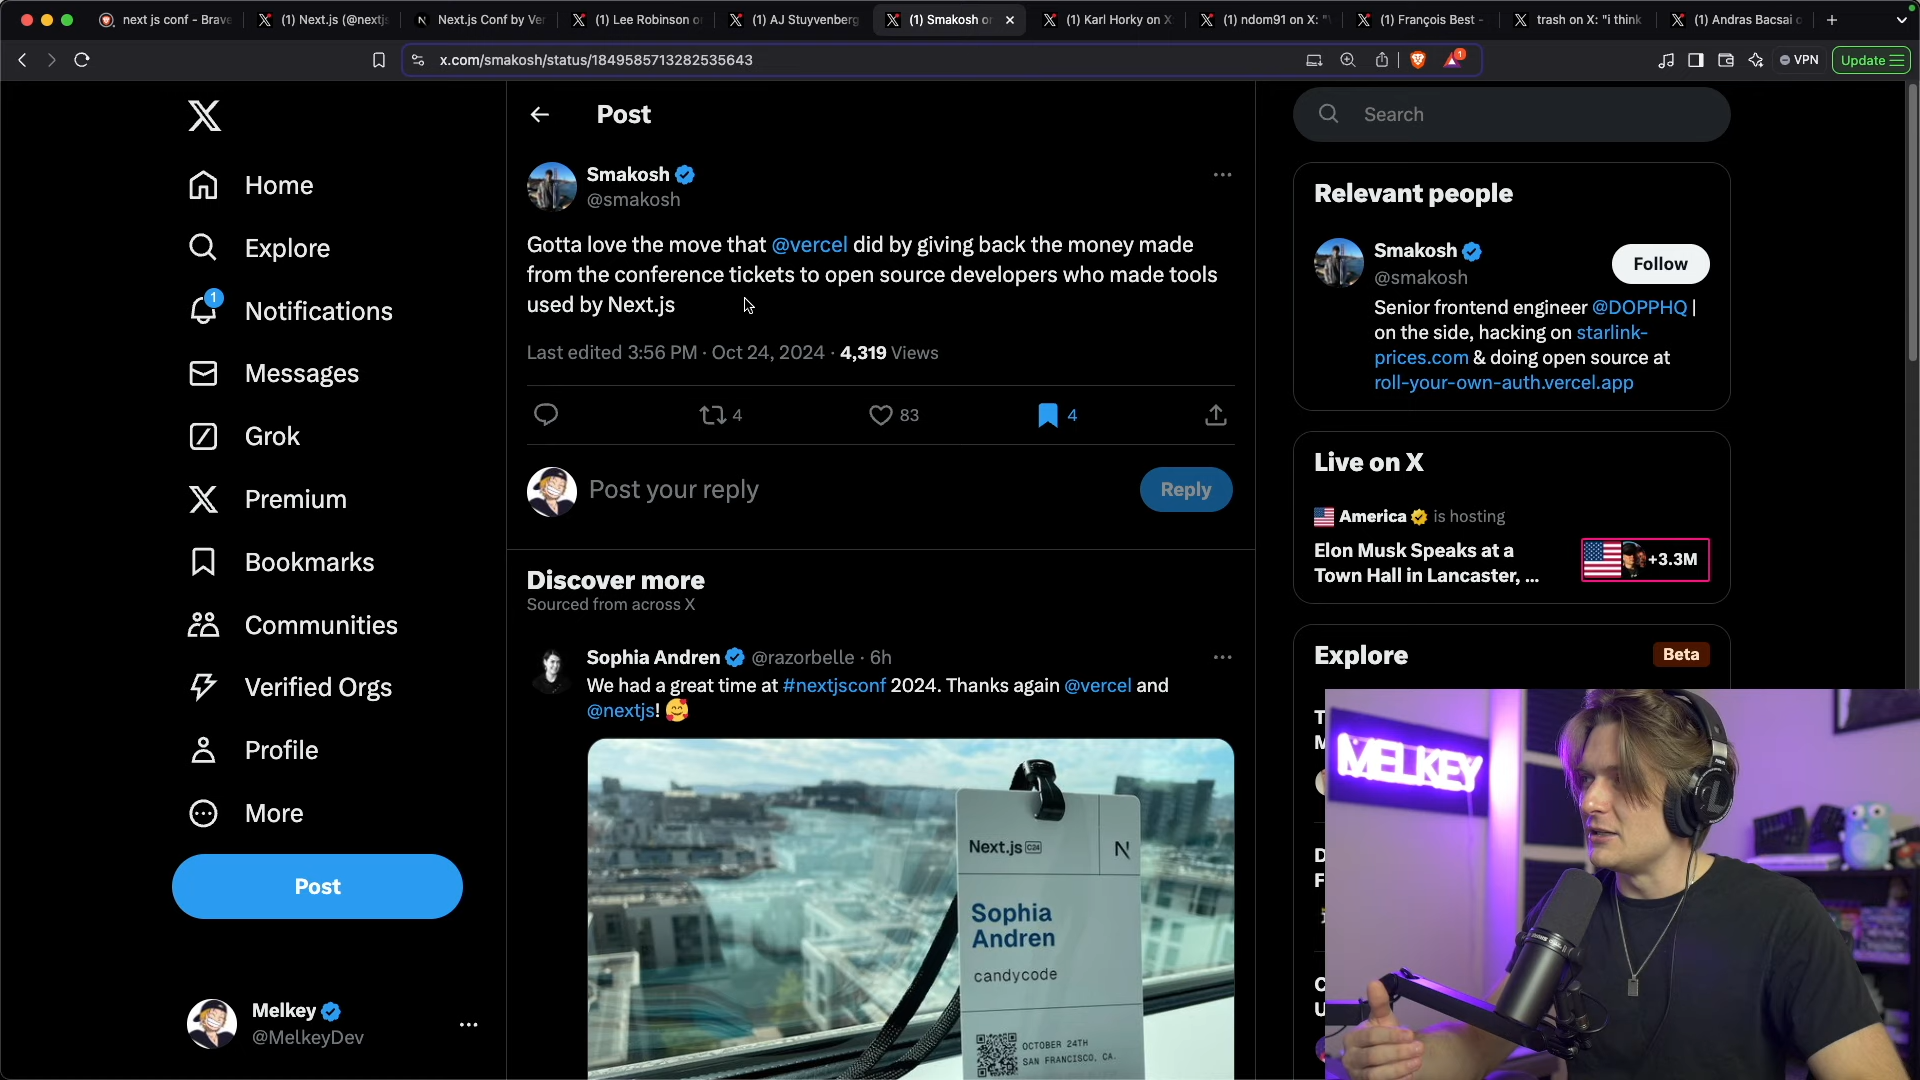 next js conf - Brave
(1) Next.js (@nextjs
Next.js Conf by Ver
(1) Lee Robinson o
(1) AJ Stuyvenberg
(1) Smakosh o
(1) Karl Horky on X
(1) ndom91 on X: "
(1) François Best -
trash on X: "i think
(1) Andras Bacsai o
x.com/smakosh/status/1849585713282535643
1
VPN
Update
Home
Explore
1
Notifications
Messages
Grok
Premium
Bookmarks
Communities
Verified Orgs
Profile
More
Post
Melkey
@MelkeyDev
Post
Smakosh
@smakosh
Gotta love the move that @vercel did by giving back the money made
from the conference tickets to open source developers who made tools
used by Next.js
Last edited 3:56 PM · Oct 24, 2024 · 4,319 Views
4
83
4
Post your reply
Reply
Discover more
Sourced from across X
Sophia Andren @razorbelle · 6h
We had a great time at #nextjsconf 2024. Thanks again @vercel and
@nextjs! 🥰
Next.js C24
N
Sophia
Andren
candycode
OCTOBER 24TH
SAN FRANCISCO, CA.
Search
Relevant people
Smakosh
@smakosh
Follow
Senior frontend engineer @DOPPHQ |
on the side, hacking on starlink-
prices.com & doing open source at
roll-your-own-auth.vercel.app
Live on X
America is hosting
Elon Musk Speaks at a
Town Hall in Lancaster, ...
+3.3M
Explore
Beta
MELKEY